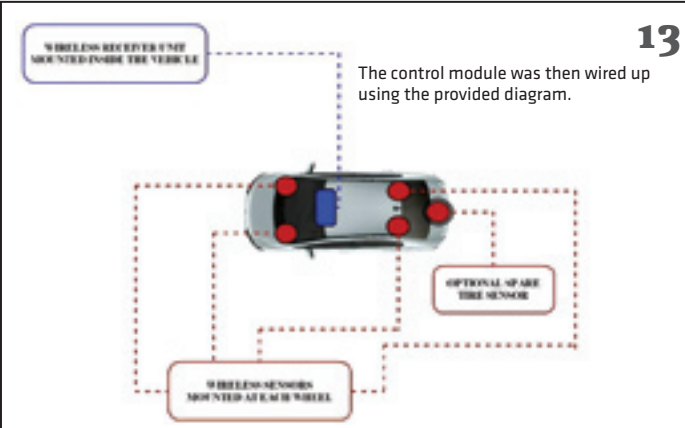 13
The control module was then wired up
using the provided diagram.
WIRELESS RECEIVER UNIT
MOUNTED INSIDE THE VEHICLE
OPTIONAL SPARE
TIRE SENSOR
WIRELESS SENSORS
MOUNTED AT EACH WHEEL